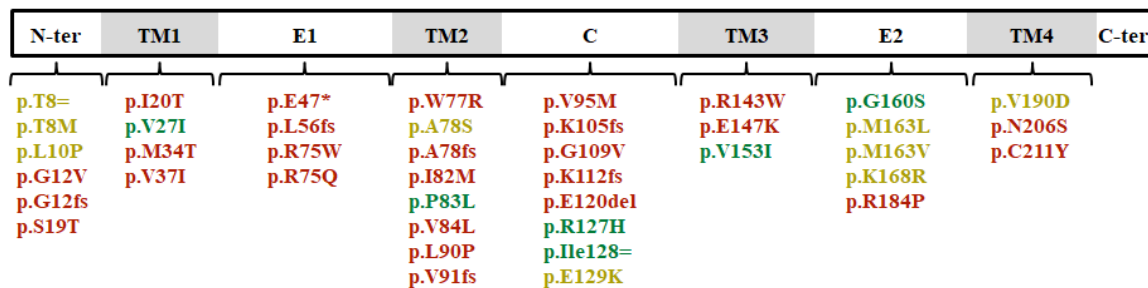 N-ter TM1 E1 TM2 C TM3 E2 TM4 C-ter
p.T8= p.I20T p.E47* p.W77R p.V95M p.R143W p.G160S p.V190D
p.T8M p.V27I p.L56fs p.A78S p.K105fs p.E147K p.M163L p.N206S
p.L10P p.M34T p.R75W p.A78fs p.G109V p.V153I p.M163V p.C211Y
p.G12V p.V37I p.R75Q p.I82M p.K112fs p.K168R
p.G12fs p.P83L p.E120del p.R184P
p.S19T p.V84L p.R127H
p.L90P p.Ile128=
p.V91fs p.E129K